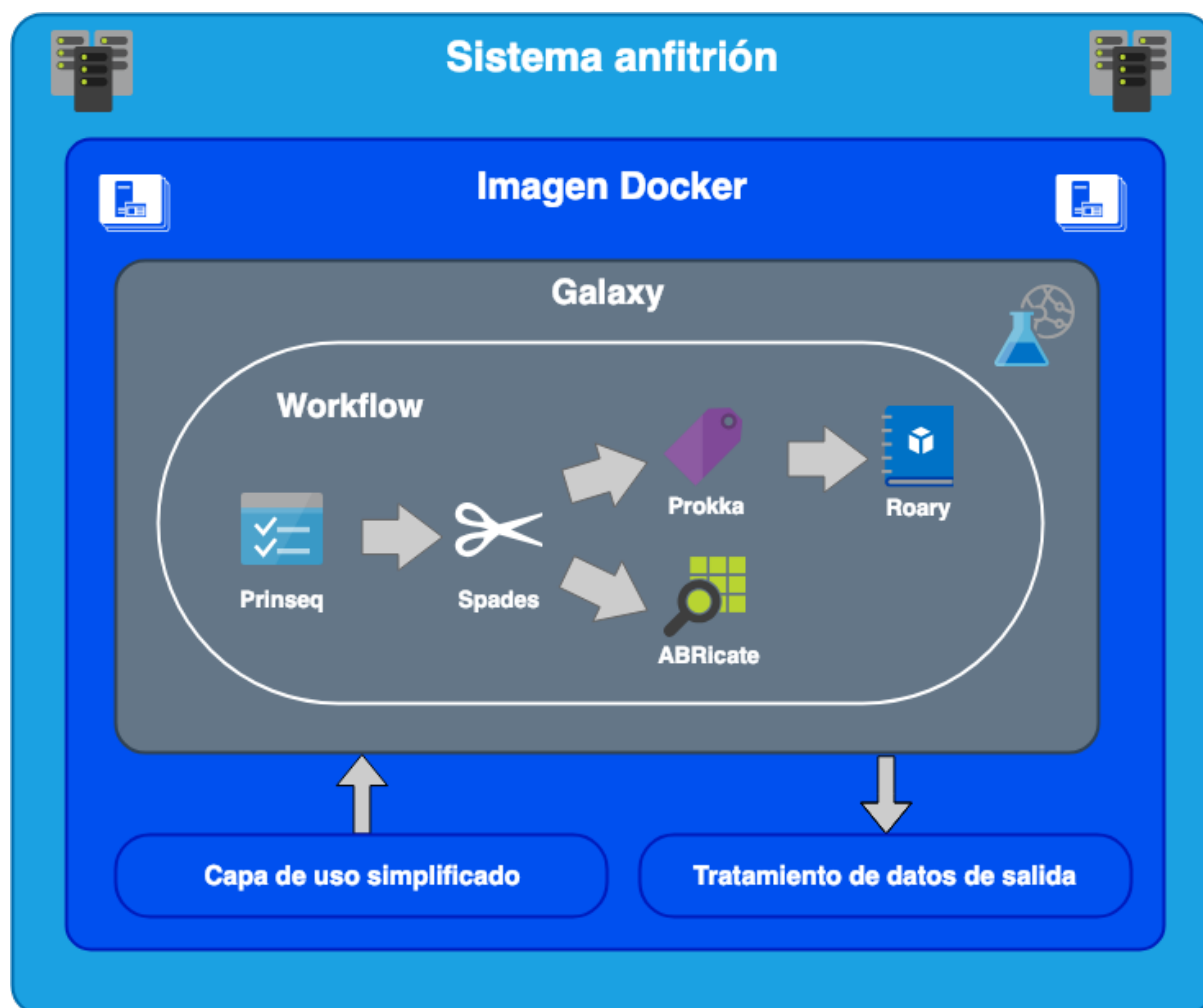 Sistema anfitrión
Imagen Docker
Galaxy
Workflow
Prinseq
Spades
Prokka
Roary
ABRicate
Capa de uso simplificado
Tratamiento de datos de salida